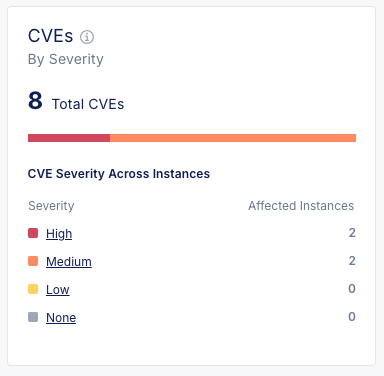 CVEs
By Severity
8 Total CVEs
CVE Severity Across Instances
Severity Affected Instances
High 2
Medium 2
Low 0
None 0